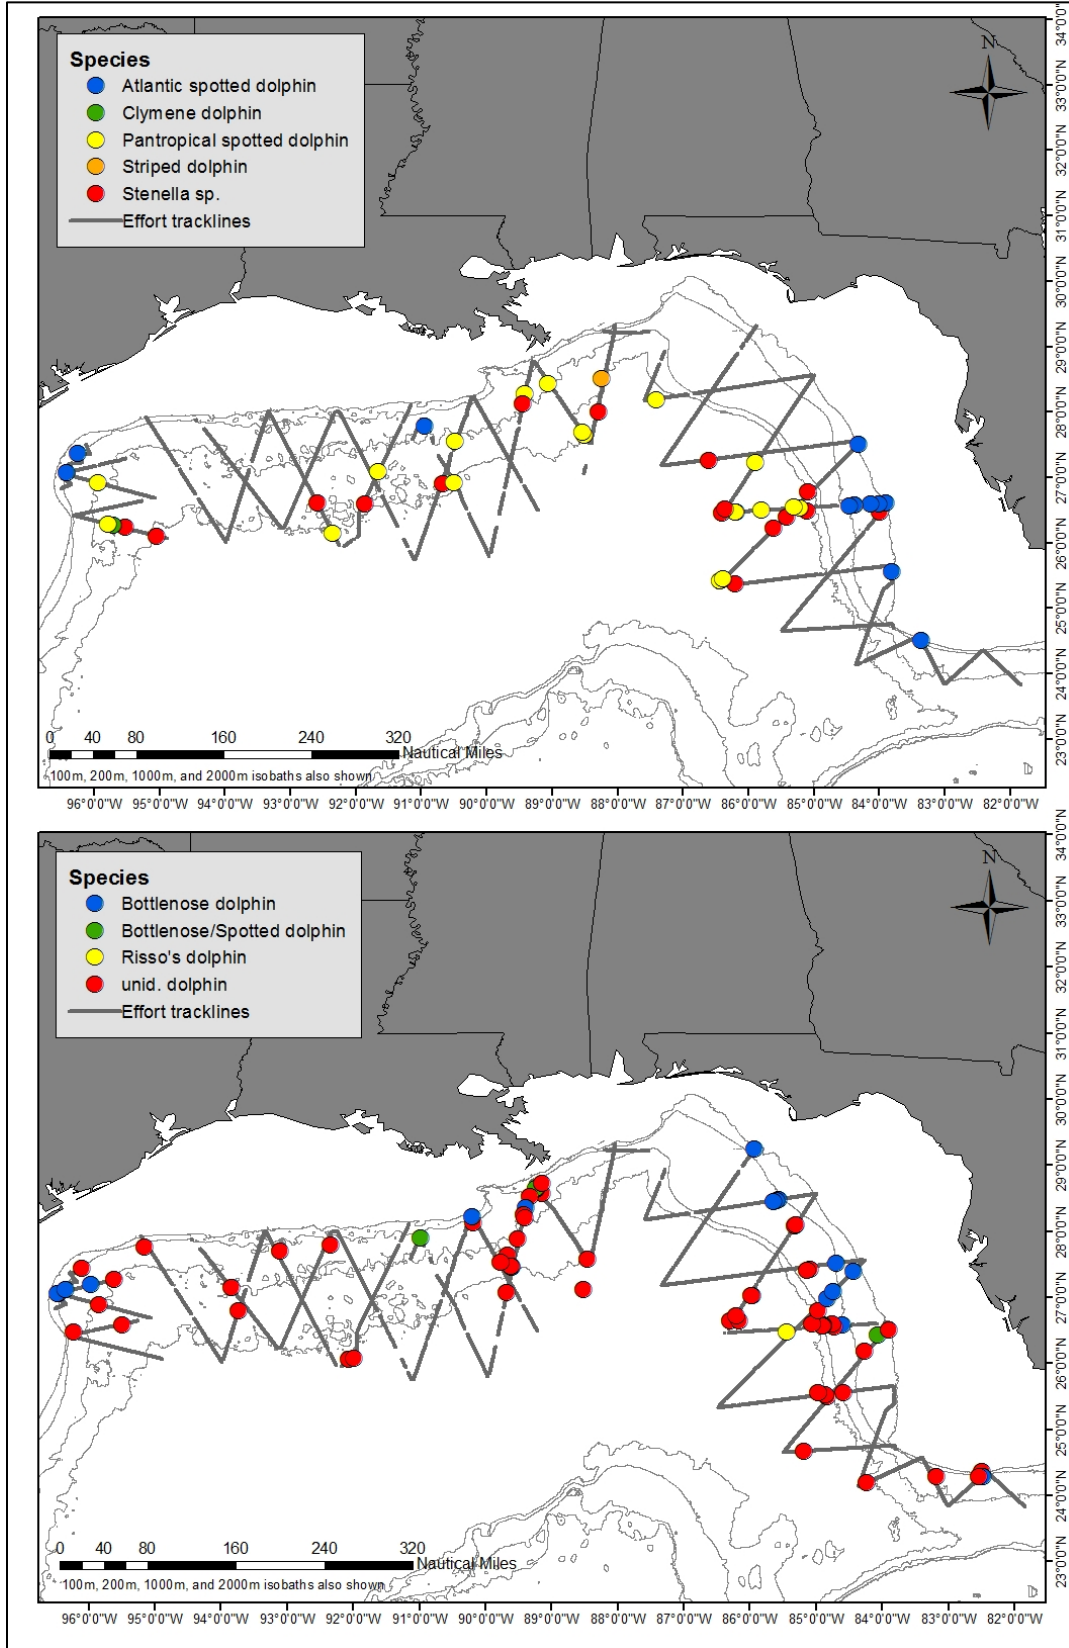 Species
Atlantic spotted dolphin
Clymene dolphin
Pantropical spotted dolphin
Striped dolphin
Stenella sp.
Effort tracklines
N
34°0'0"N
33°0'0"N
32°0'0"N
31°0'0"N
30°0'0"N
29°0'0"N
28°0'0"N
27°0'0"N
26°0'0"N
25°0'0"N
24°0'0"N
23°0'0"N
0 40 80 160 240 320
Nautical Miles
100m, 200m, 1000m, and 2000m isobaths also shown
96°0'0"W 95°0'0"W 94°0'0"W 93°0'0"W 92°0'0"W 91°0'0"W 90°0'0"W 89°0'0"W 88°0'0"W 87°0'0"W 86°0'0"W 85°0'0"W 84°0'0"W 83°0'0"W 82°0'0"W
Species
Bottlenose dolphin
Bottlenose/Spotted dolphin
Risso's dolphin
unid. dolphin
Effort tracklines
N
34°0'0"N
33°0'0"N
32°0'0"N
31°0'0"N
30°0'0"N
29°0'0"N
28°0'0"N
27°0'0"N
26°0'0"N
25°0'0"N
24°0'0"N
23°0'0"N
0 40 80 160 240 320
Nautical Miles
100m, 200m, 1000m, and 2000m isobaths also shown
96°0'0"W 95°0'0"W 94°0'0"W 93°0'0"W 92°0'0"W 91°0'0"W 90°0'0"W 89°0'0"W 88°0'0"W 87°0'0"W 86°0'0"W 85°0'0"W 84°0'0"W 83°0'0"W 82°0'0"W